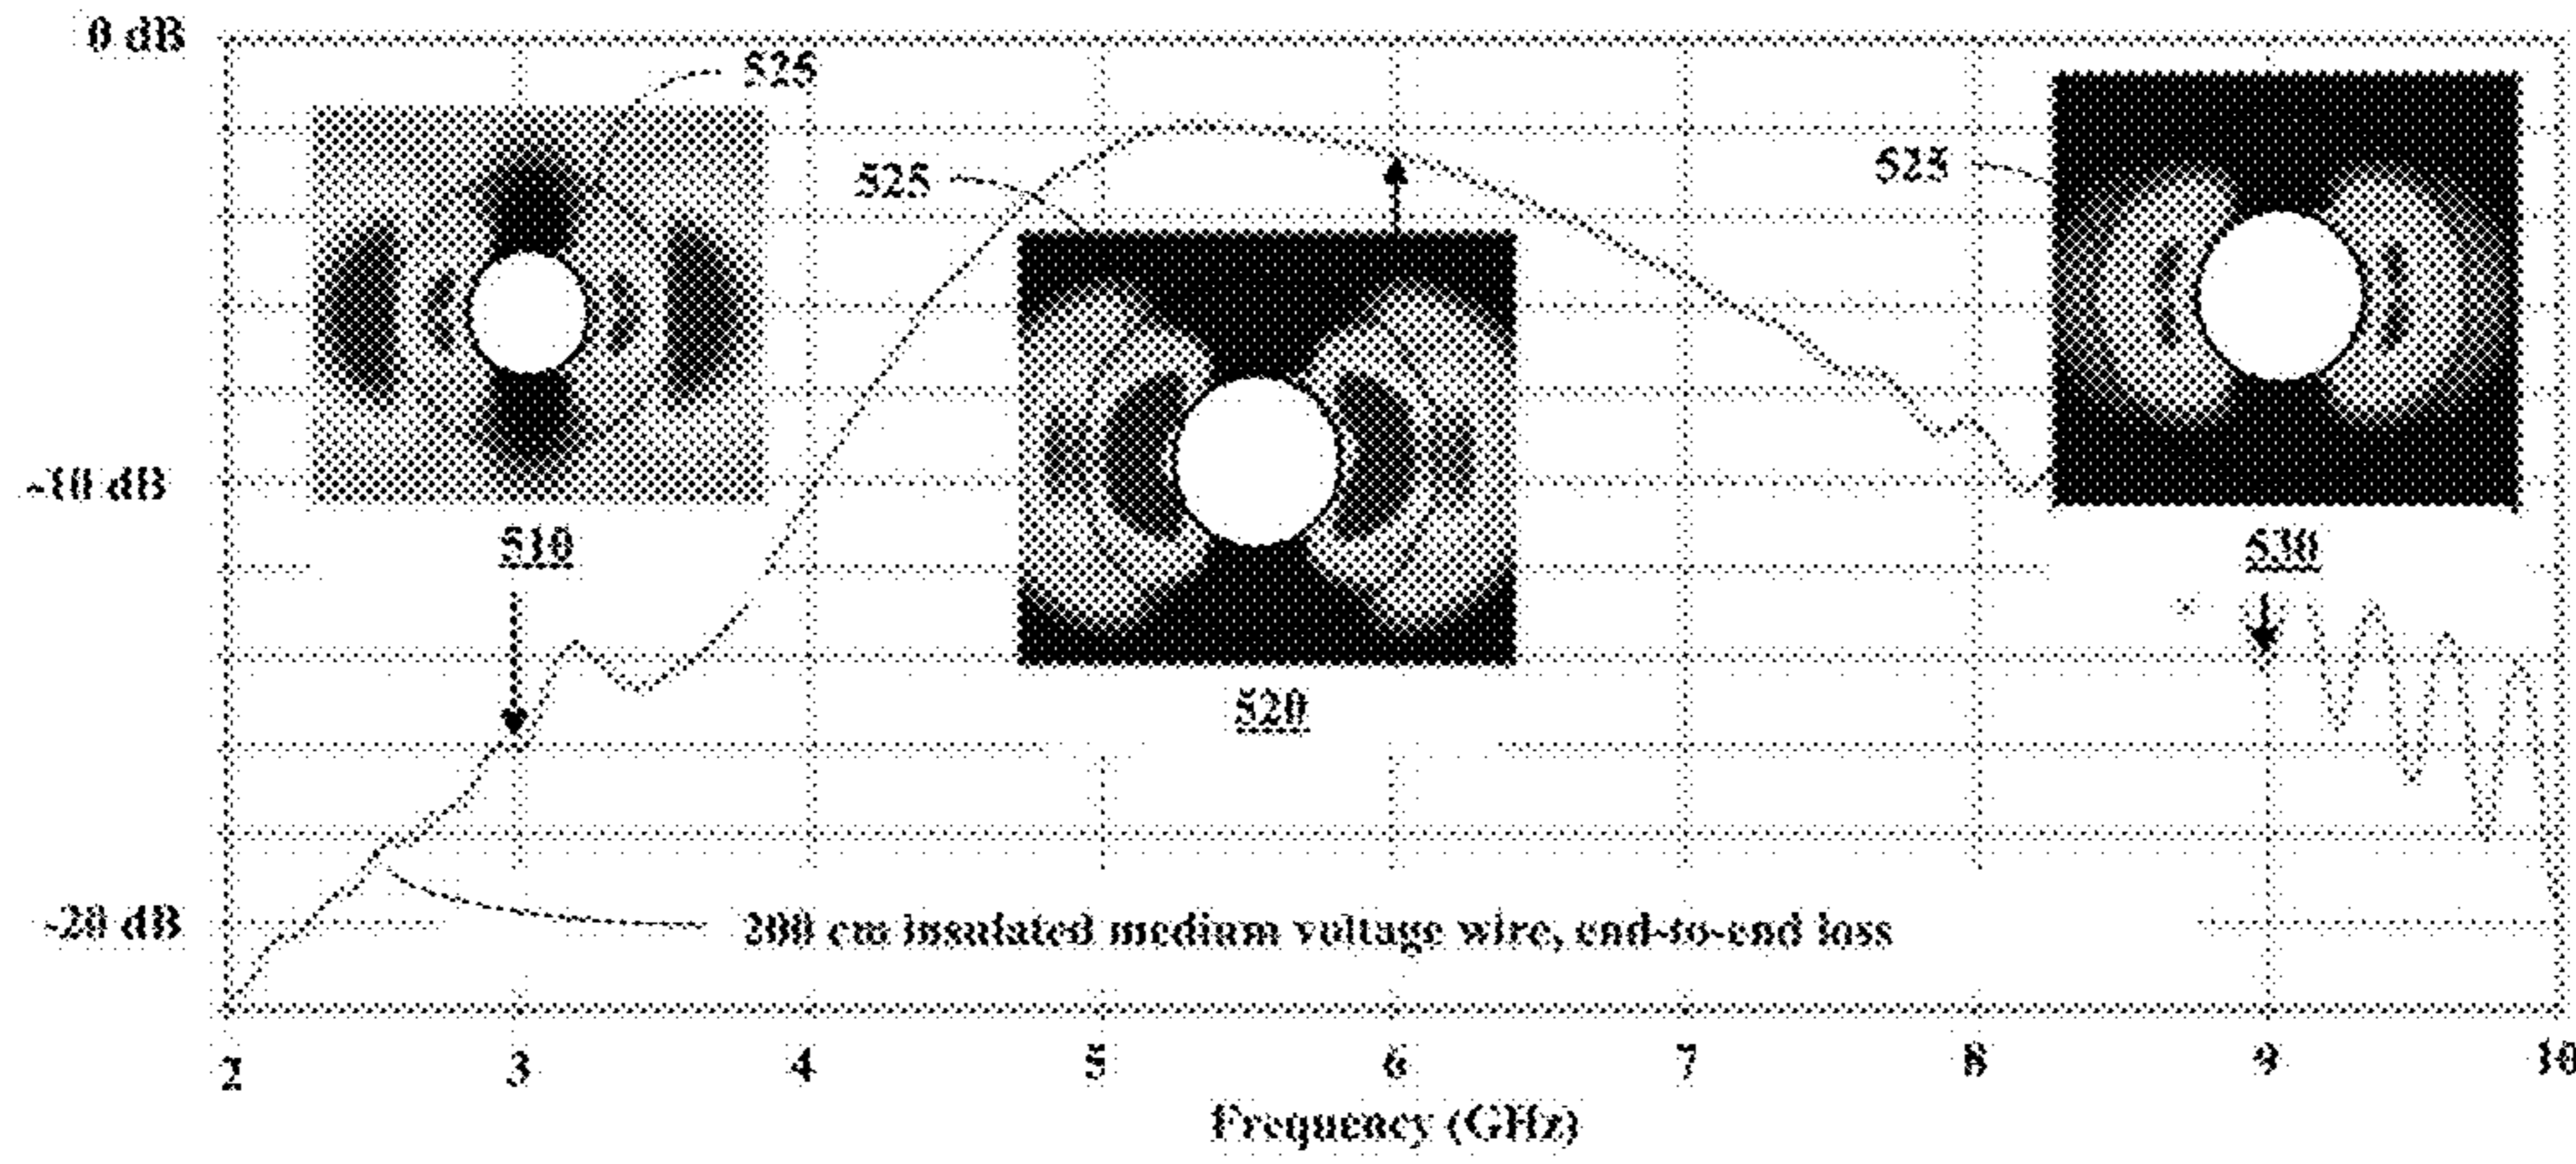 0 dB
525
525
525
-10 dB
510
530
520
-20 dB
200 cm insulated medium voltage wire, end-to-end loss
2 3 4 5 6 7 8 9 10
Frequency (GHz)